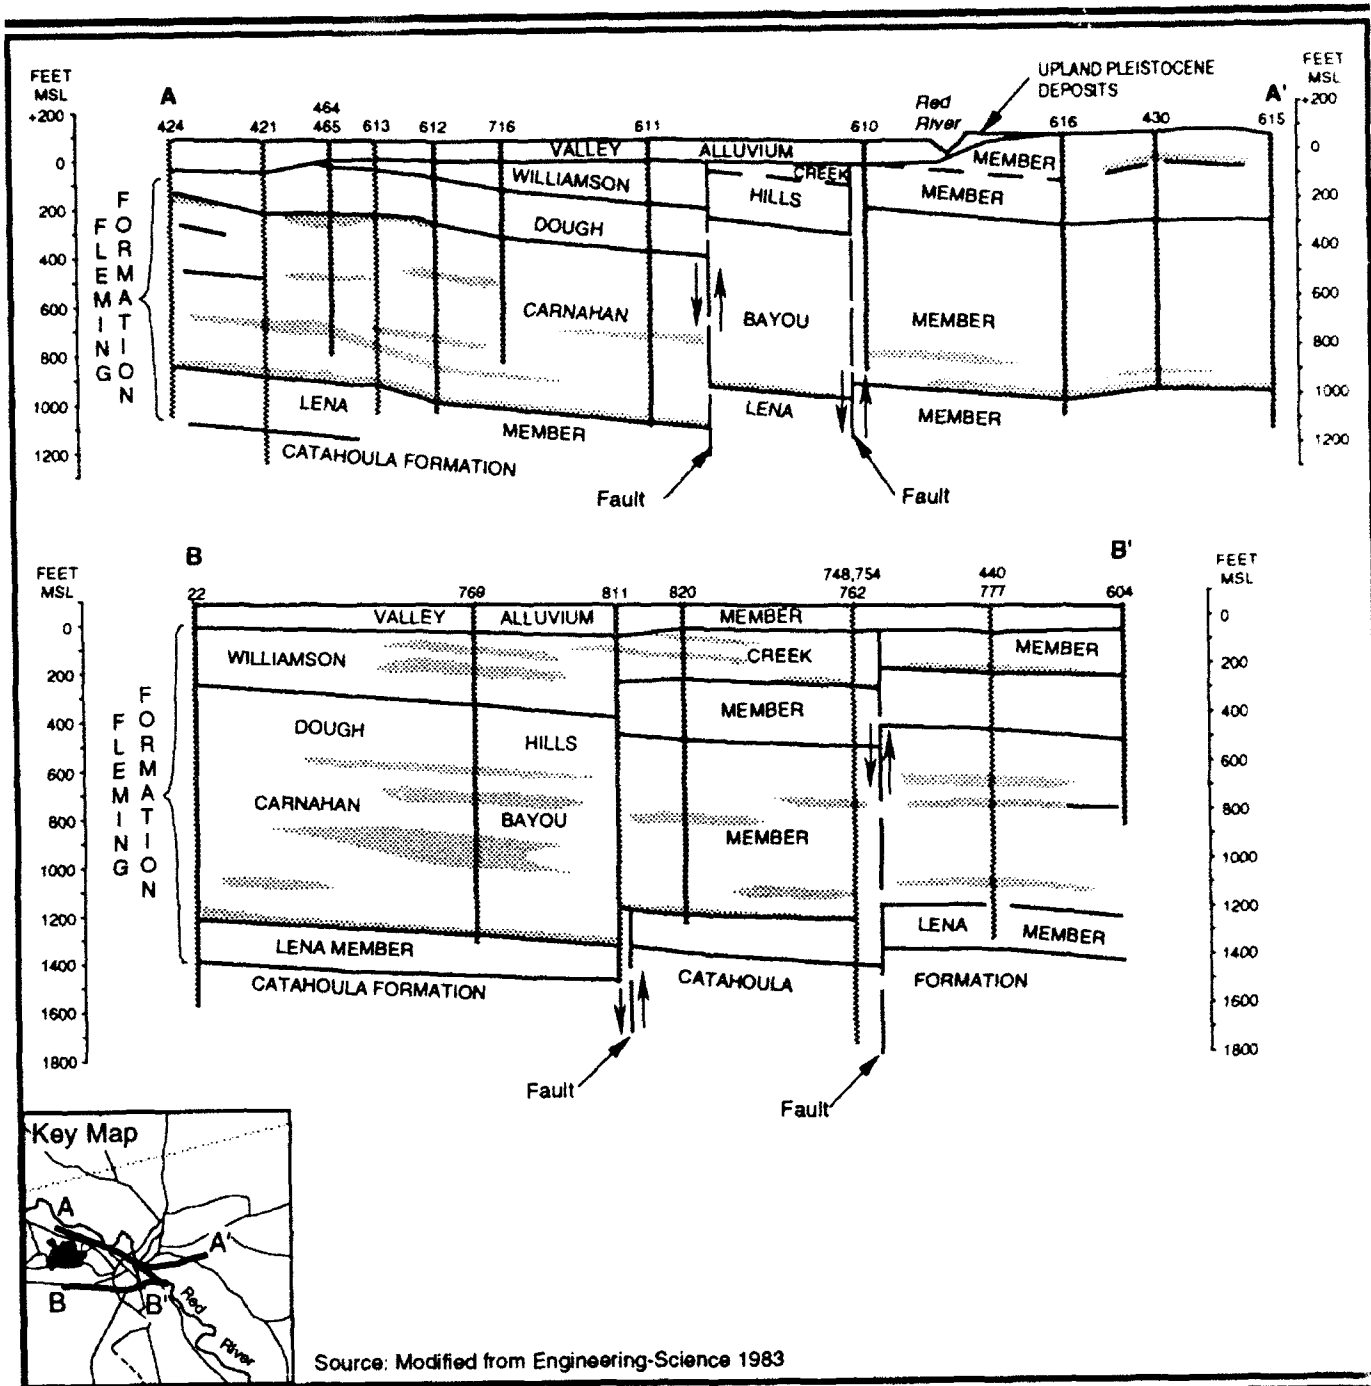 FEET
MSL
A
UPLAND PLEISTOCENE
DEPOSITS
Red
River
A'
FEET
MSL
424
421
464
465
613
612
716
611
610
616
430
615
+200
0
200
400
600
800
1000
1200
+200
0
200
400
600
800
1000
1200
FLEMING
FORMATION
VALLEY
ALLUVIUM
WILLIAMSON
CREEK
MEMBER
HILLS
MEMBER
DOUGH
CARNAHAN
BAYOU
MEMBER
LENA
MEMBER
LENA
MEMBER
CATAHOULA FORMATION
Fault
Fault
B
B'
FEET
MSL
FEET
MSL
22
769
811
820
748,754
762
440
777
604
0
200
400
600
800
1000
1200
1400
1600
1800
0
200
400
600
800
1000
1200
1400
1600
1800
FLEMING
FORMATION
VALLEY
ALLUVIUM
MEMBER
WILLIAMSON
CREEK
MEMBER
DOUGH
HILLS
MEMBER
CARNAHAN
BAYOU
MEMBER
LENA MEMBER
LENA
MEMBER
CATAHOULA FORMATION
CATAHOULA
FORMATION
Fault
Fault
Key Map
A
A'
B
B'
Red
River
Source: Modified from Engineering-Science 1983